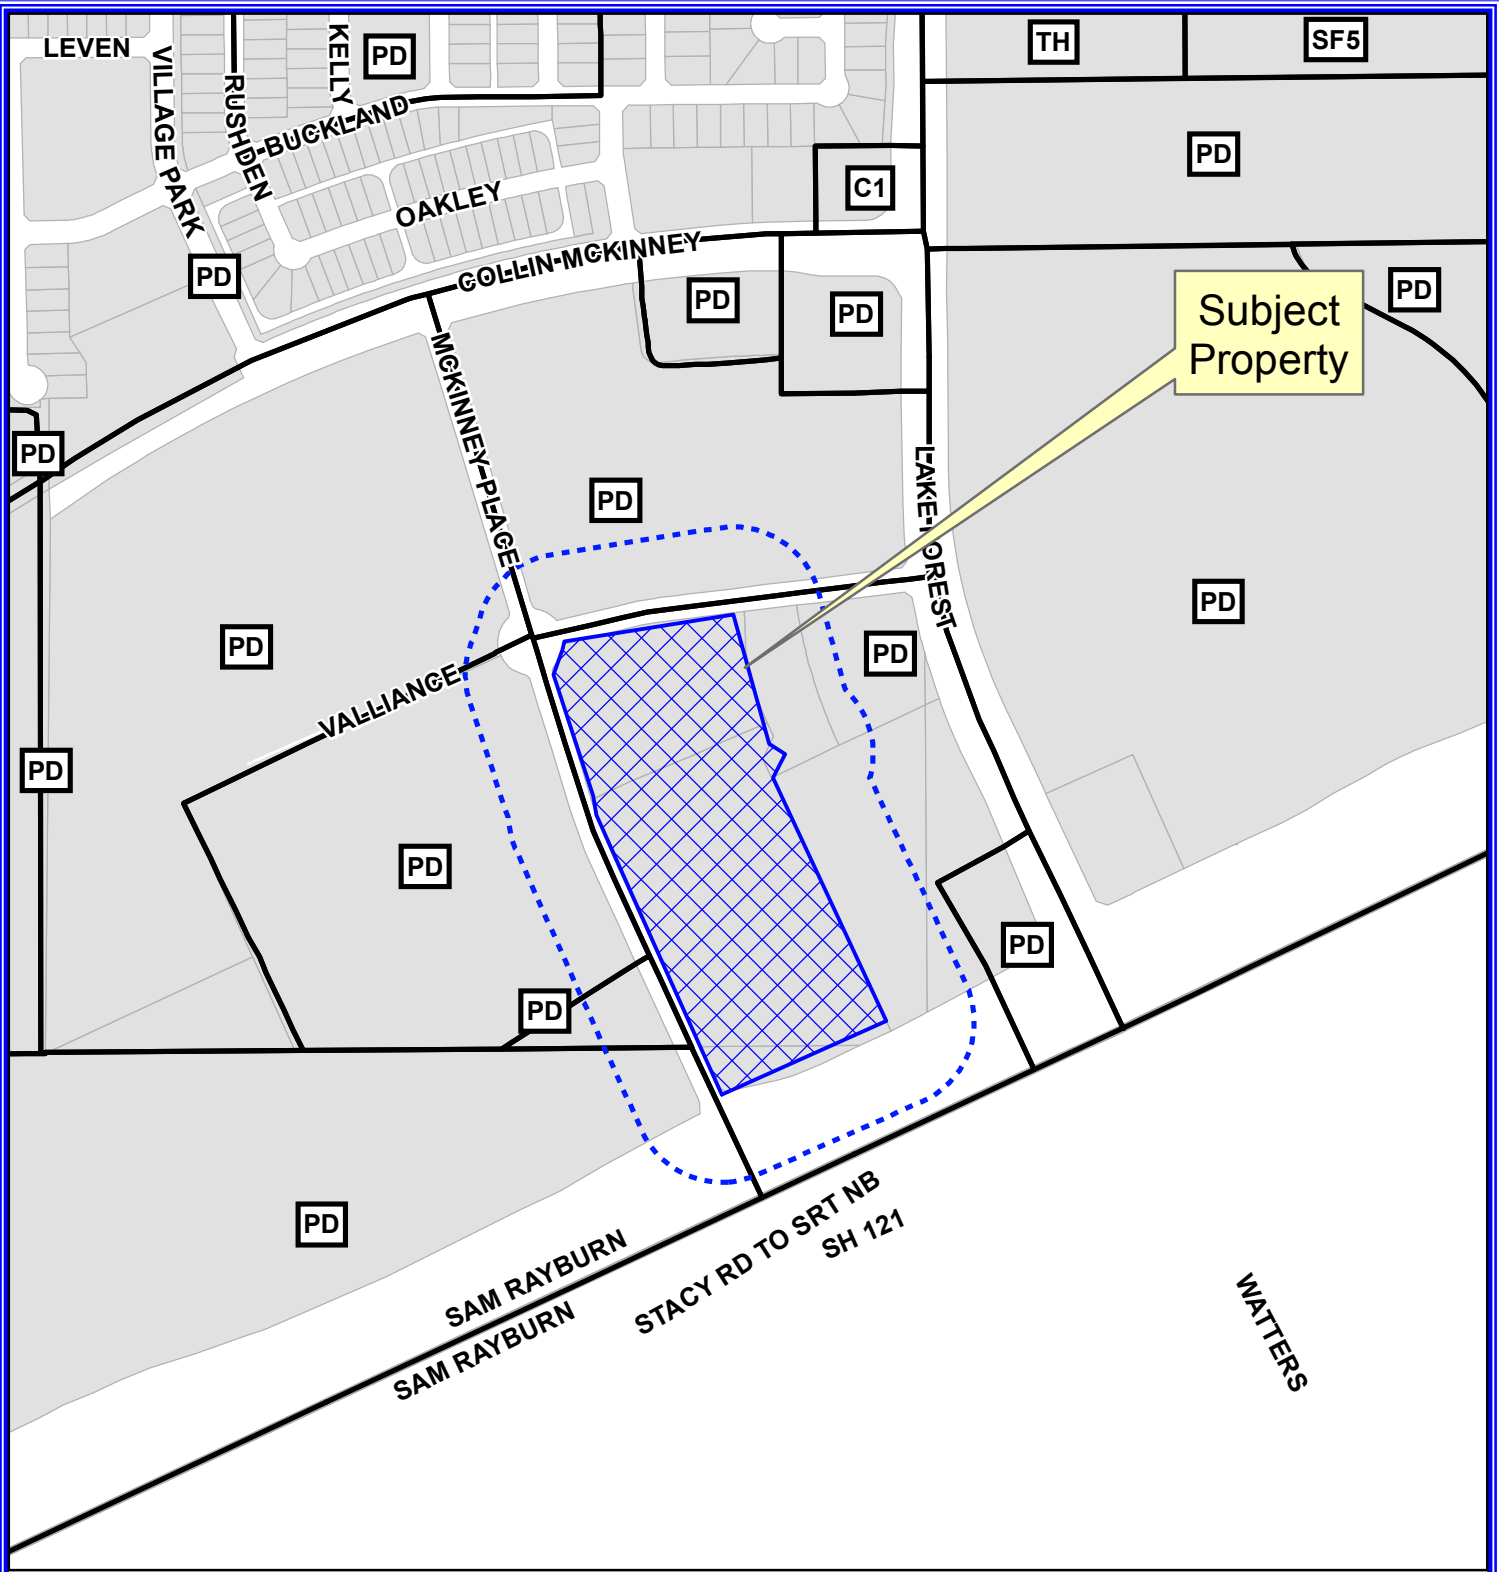 LEVEN
VILLAGE PARK
RUSHDEN
KELLY
PD
BUCKLAND
OAKLEY
COLLIN MCKINNEY
TH
SF5
PD
C1
PD
PD
PD
PD
Subject
Property
MCKINNEY PLACE
PD
PD
LAKE FOREST
PD
PD
PD
VALLIANCE
PD
PD
PD
PD
PD
SAM RAYBURN
SAM RAYBURN
STACY RD TO SRT NB
SH 121
WATTERS